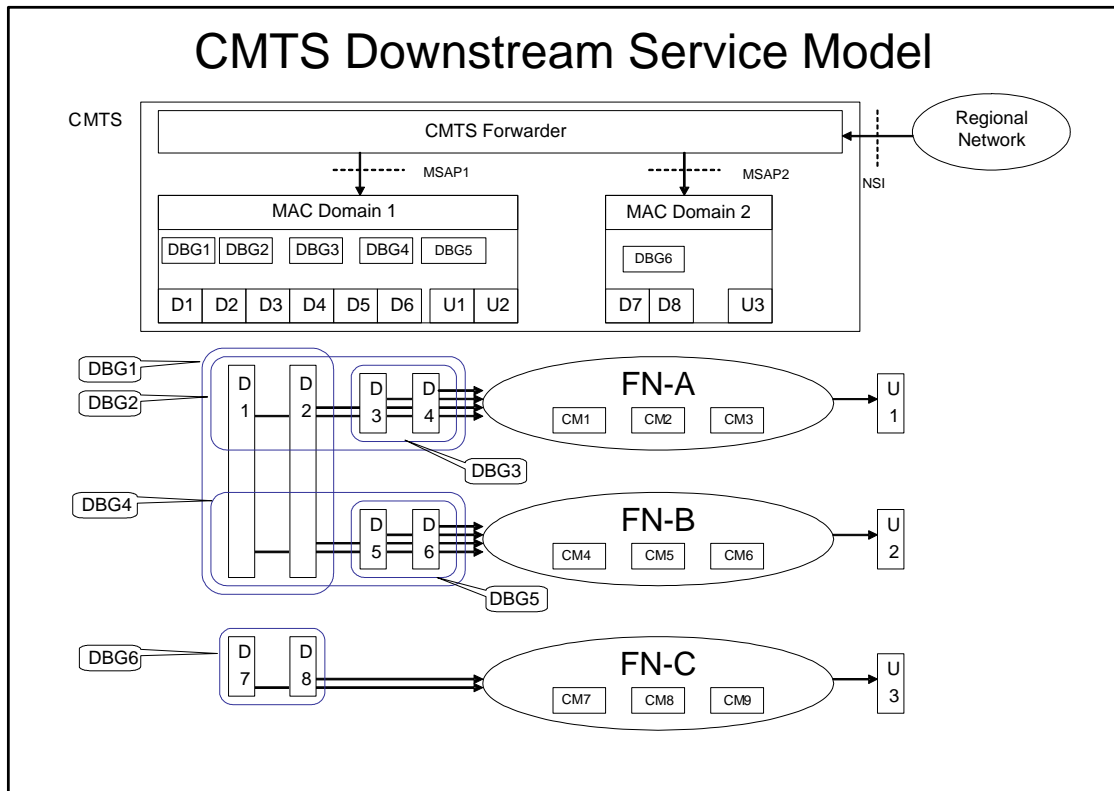 CMTS Downstream Service Model
CMTS
CMTS Forwarder
Regional
Network
MSAP1
MSAP2
NSI
MAC Domain 1
MAC Domain 2
DBG1 DBG2 DBG3 DBG4 DBG5
DBG6
D1 D2 D3 D4 D5 D6 U1 U2
D7 D8 U3
DBG1
DBG2
D
1
D
2
D
3
D
4
FN-A
CM1 CM2 CM3
U
1
DBG3
DBG4
D
5
D
6
FN-B
CM4 CM5 CM6
U
2
DBG5
DBG6
D
7
D
8
FN-C
CM7 CM8 CM9
U
3